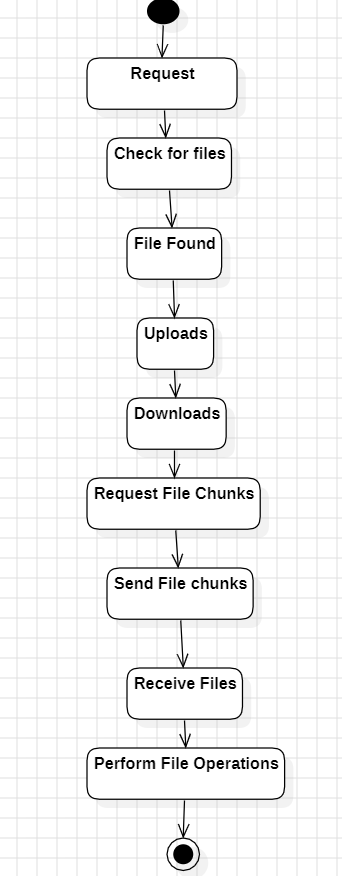 Request
Check for files
File Found
Uploads
Downloads
Request File Chunks
Send File chunks
Receive Files
Perform File Operations